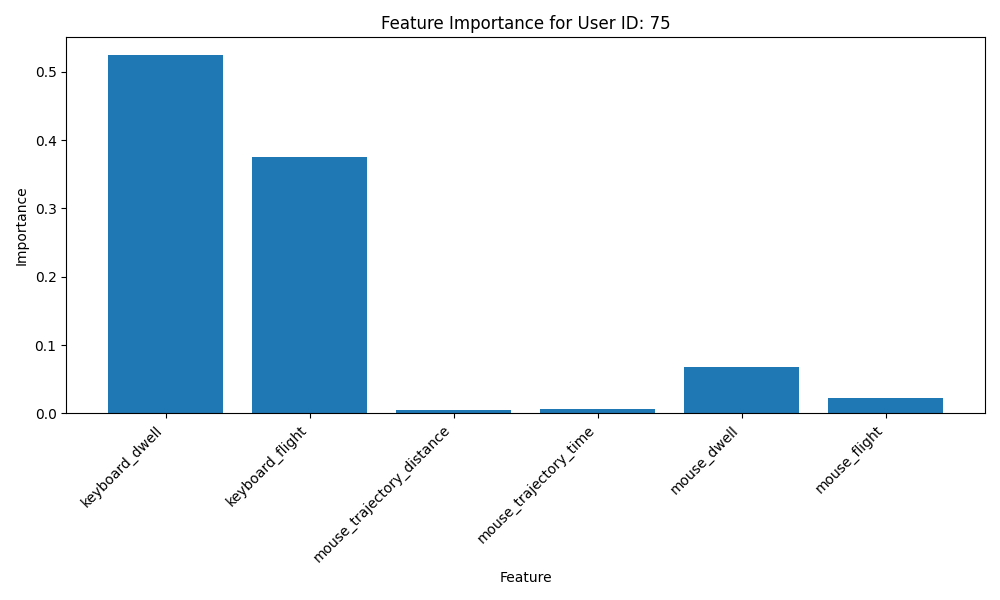 Feature Importance for User ID: 75
Importance
0.5
0.4
0.3
0.2
0.1
0.0
keyboard_dwell
keyboard_flight
mouse_trajectory_distance
mouse_trajectory_time
mouse_dwell
mouse_flight
Feature